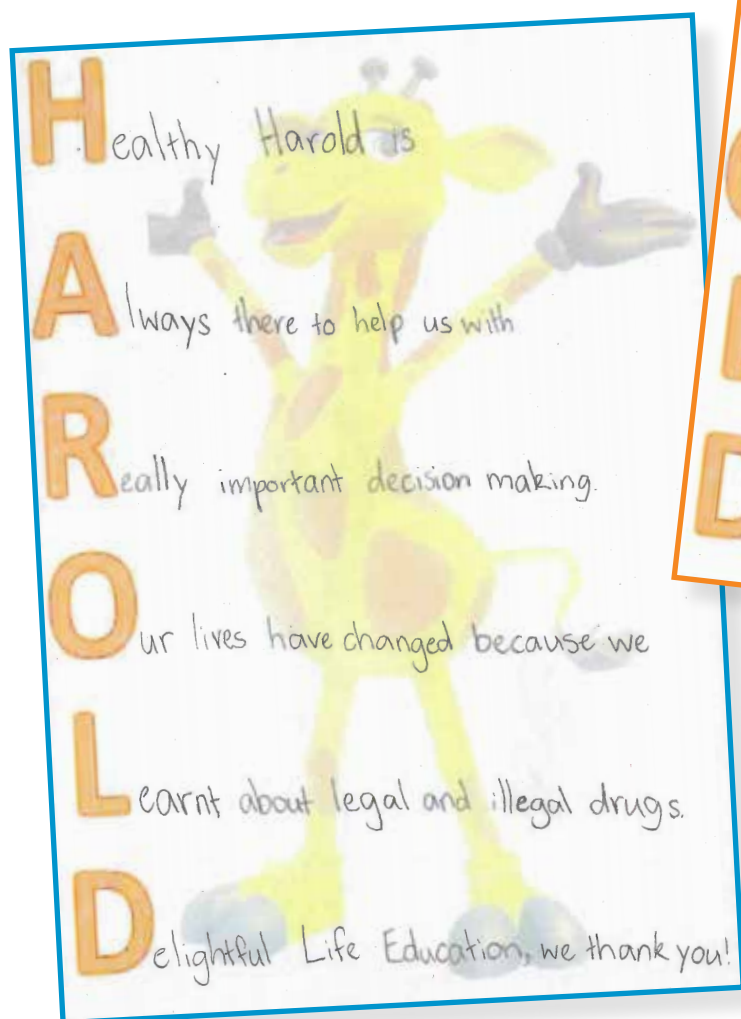 Healthy Harold is
Always there to help us with
Really important decision making.
Our lives have changed because we
Learnt about legal and illegal drugs.
Delightful Life Education, we thank you!